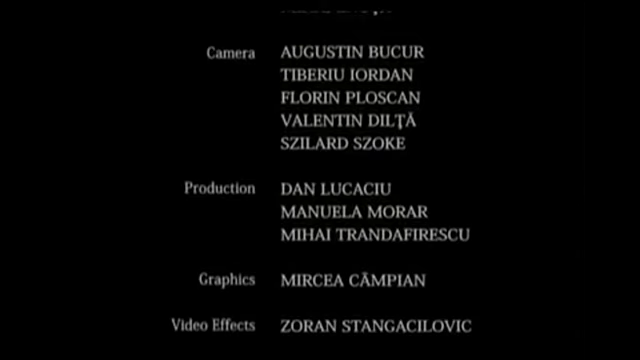 Camera AUGUSTIN BUCUR
TIBERIU IORDAN
FLORIN PLOSCAN
VALENTIN DILŢĂ
SZILARD SZOKE
Production DAN LUCACIU
MANUELA MORAR
MIHAI TRANDAFIRESCU
Graphics MIRCEA CĂMPIAN
Video Effects ZORAN STANGACILOVIC